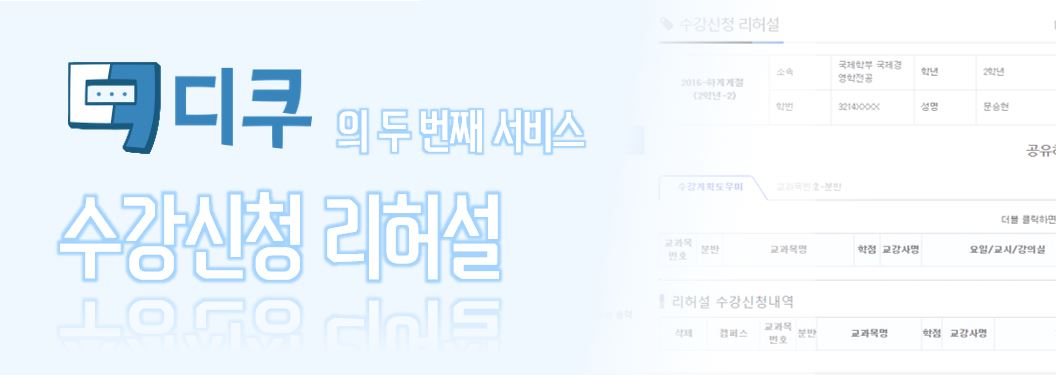 디쿠
의 두 번째 서비스
수강신청 리허설
수강신청 리허설
2016-하계계절
(2학년-2)
소속
국제학부 국제경영학전공
학년
2학년
학번
3214XXXX
성명
문승현
수강계획도우미
교과목번호-분반
더블 클릭하면
교과목번호 분반 교과목명 학점 교강사명 요일/교시/강의실
리허설 수강신청내역
삭제 캠퍼스 교과목번호 분반 교과목명 학점 교강사명